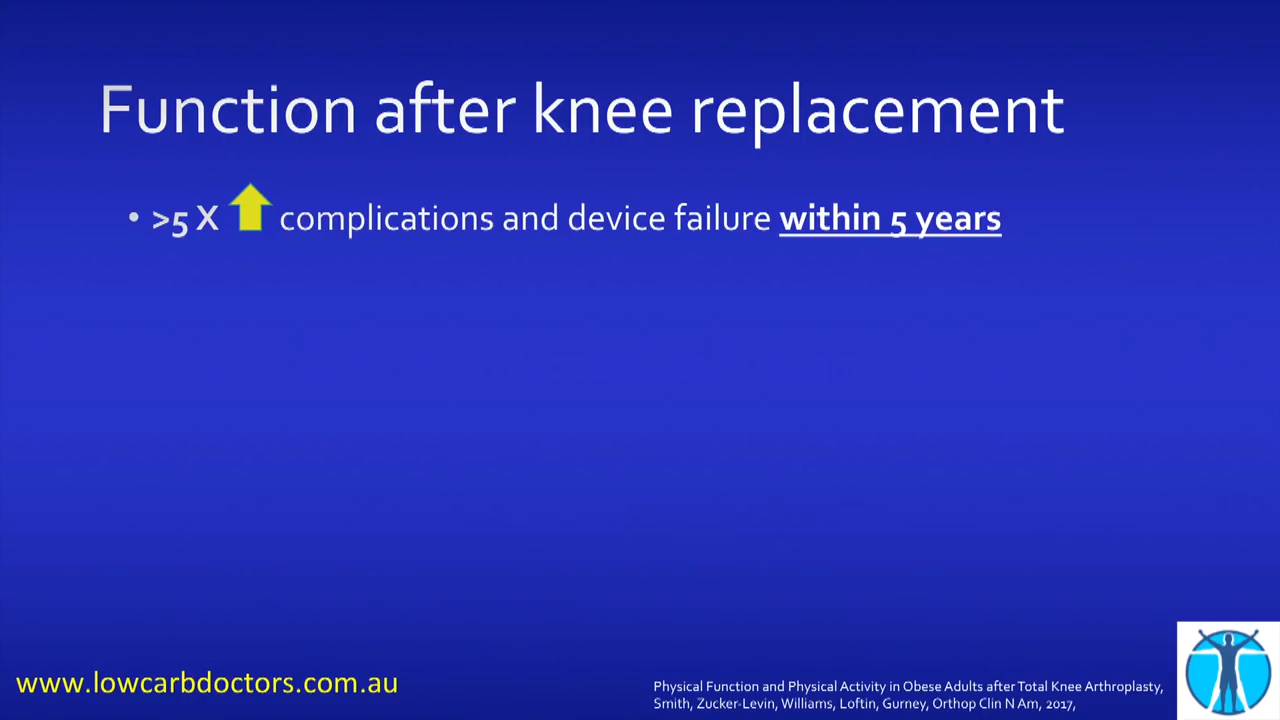 Function after knee replacement
• >5 X complications and device failure within 5 years
www.lowcarbdoctors.com.au
Physical Function and Physical Activity in Obese Adults after Total Knee Arthroplasty,
Smith, Zucker-Levin, Williams, Loftin, Gurney, Orthop Clin N Am, 2017,